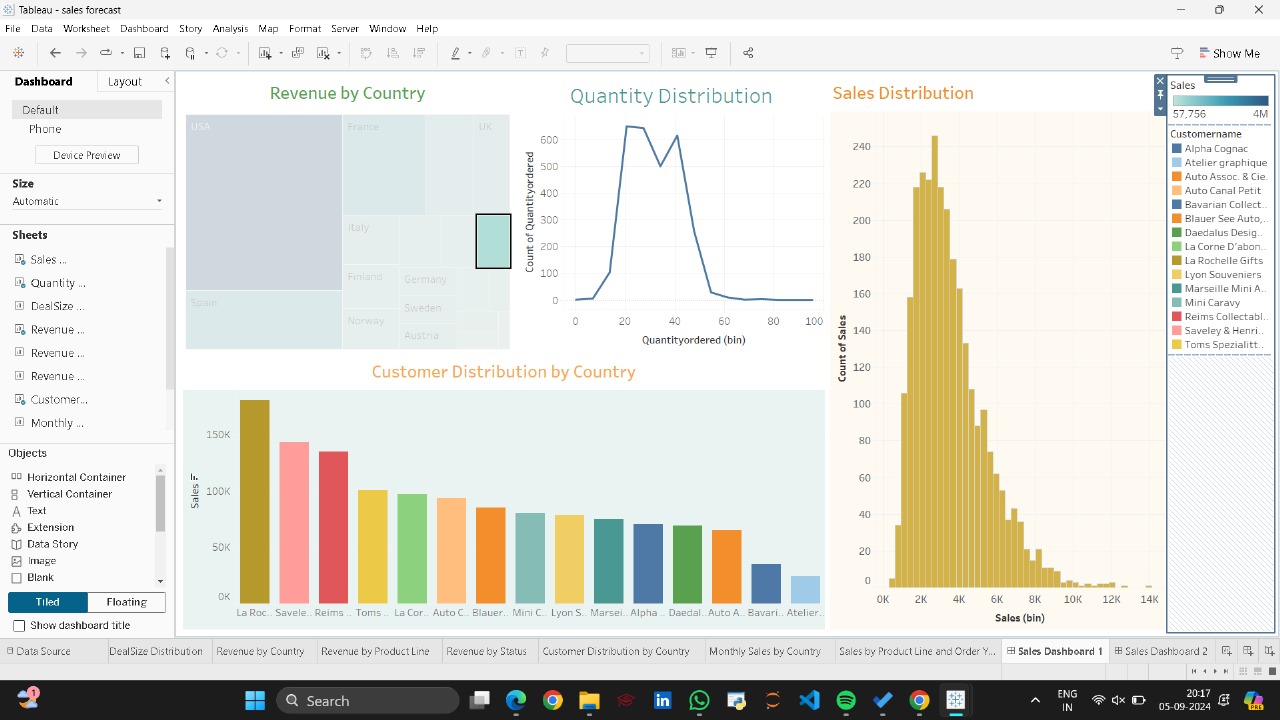 Tableau - sales forecast
File Data Worksheet Dashboard Story Analysis Map Format Server Window Help
Show Me
Dashboard Layout
Default
Phone
Device Preview
Size
Automatic
Sheets
Sales ...
Quantity ...
DealSize ...
Revenue ...
Revenue ...
Revenue ...
Customer...
Monthly ...
Objects
Horizontal Container
Vertical Container
Text
Extension
Data Story
Image
Blank
Tiled Floating
Show dashboard title
Revenue by Country
USA
France
UK
Italy
Finland
Germany
Sweden
Spain
Norway
Austria
Quantity Distribution
Count of Quantityordered
600
500
400
300
200
100
0
0 20 40 60 80 100
Quantityordered (bin)
Customer Distribution by Country
150K
100K
50K
0K
La Roc.. Savele.. Reims .. Toms .. La Cor.. Auto C.. Blauer.. Mini C.. Lyon S.. Marsei.. Alpha .. Daedal.. Auto A.. Bavari.. Atelier..
Sales Distribution
Count of Sales
240
220
200
180
160
140
120
100
80
60
40
20
0
0K 2K 4K 6K 8K 10K 12K 14K
Sales (bin)
Sales
57,756 4M
Customername
Alpha Cognac
Atelier graphique
Auto Assoc. & Cie.
Auto Canal Petit
Bavarian Collect..
Blauer See Auto,..
Daedalus Desig..
La Corne D'abon..
La Rochelle Gifts
Lyon Souveniers
Marseille Mini A..
Mini Caravy
Reims Collectabl..
Saveley & Henri..
Toms Spezialitt..
Data Source DealSize Distribution Revenue by Country Revenue by Product Line Revenue by Status Customer Distribution by Country Monthly Sales by Country Sales by Product Line and Order Y... Sales Dashboard 1 Sales Dashboard 2
1
Search
ENG
IN
20:17
05-09-2024
PRE